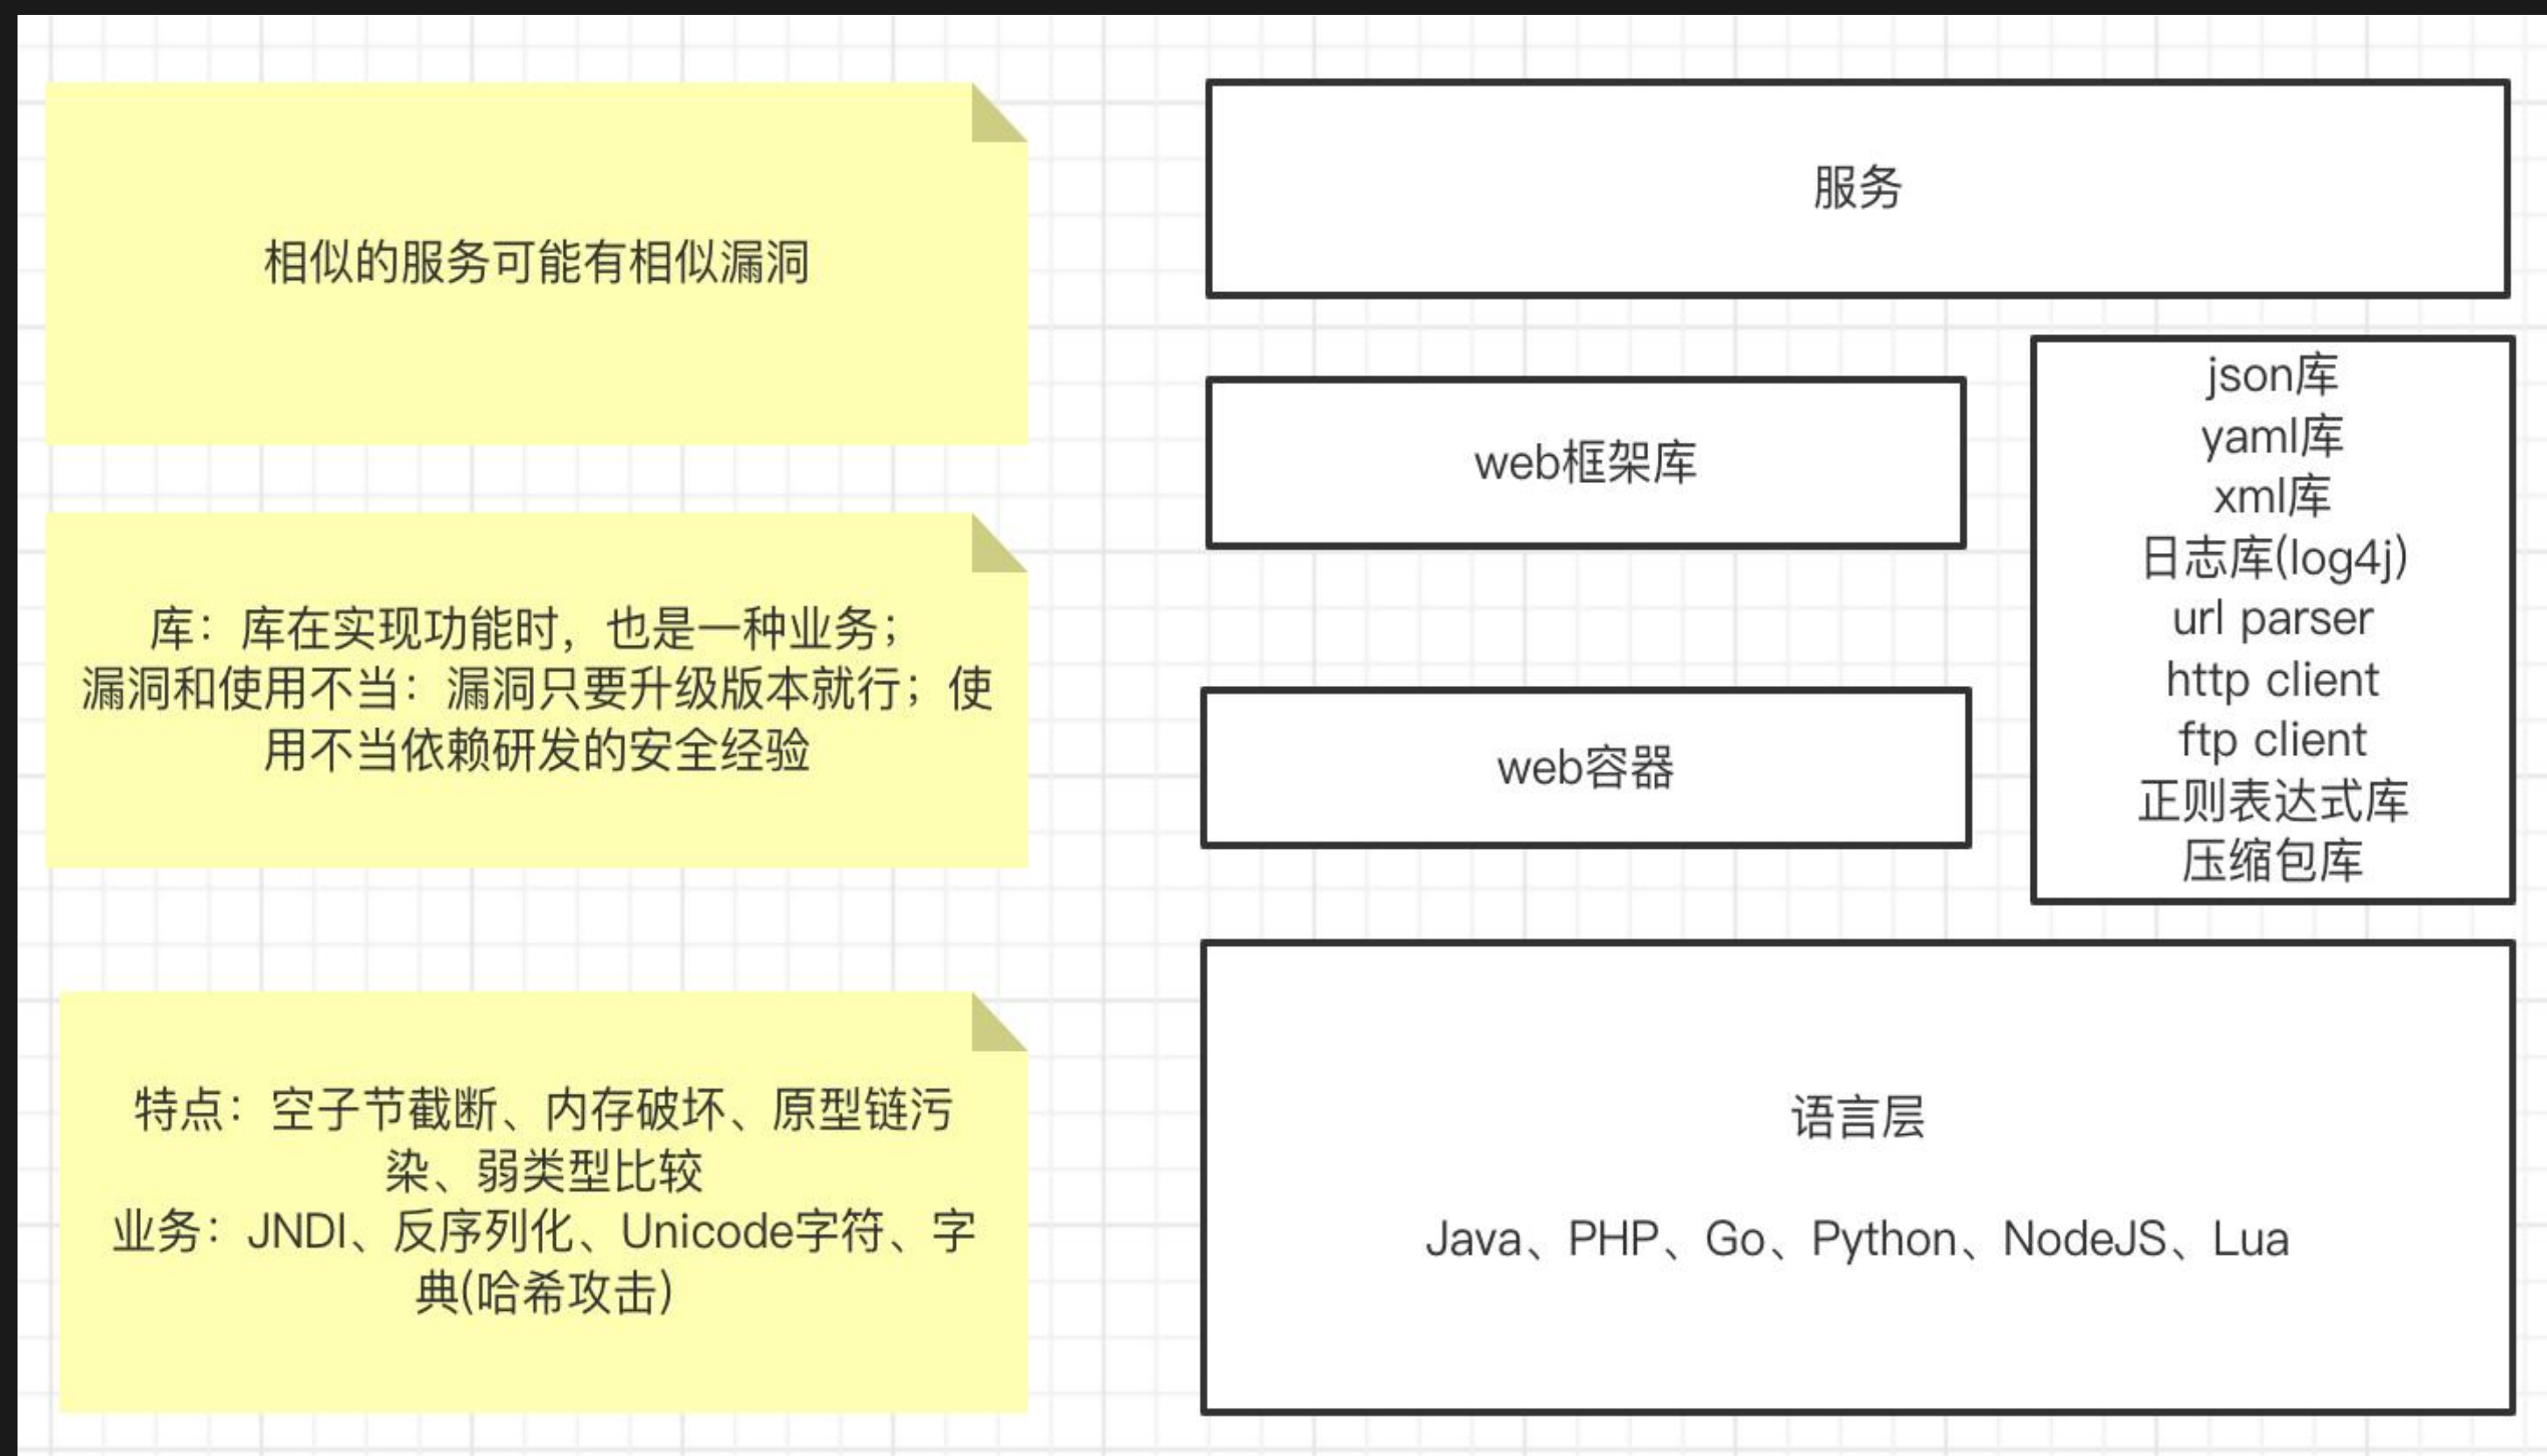 相似的服务可能有相似漏洞
库：库在实现功能时，也是一种业务；
漏洞和使用不当：漏洞只要升级版本就行；使
用不当依赖研发的安全经验
特点：空子节截断、内存破坏、原型链污
染、弱类型比较
业务：JNDI、反序列化、Unicode字符、字
典(哈希攻击)
服务
web框架库
web容器
json库
yaml库
xml库
日志库(log4j)
url parser
http client
ftp client
正则表达式库
压缩包库
语言层
Java、PHP、Go、Python、NodeJS、Lua